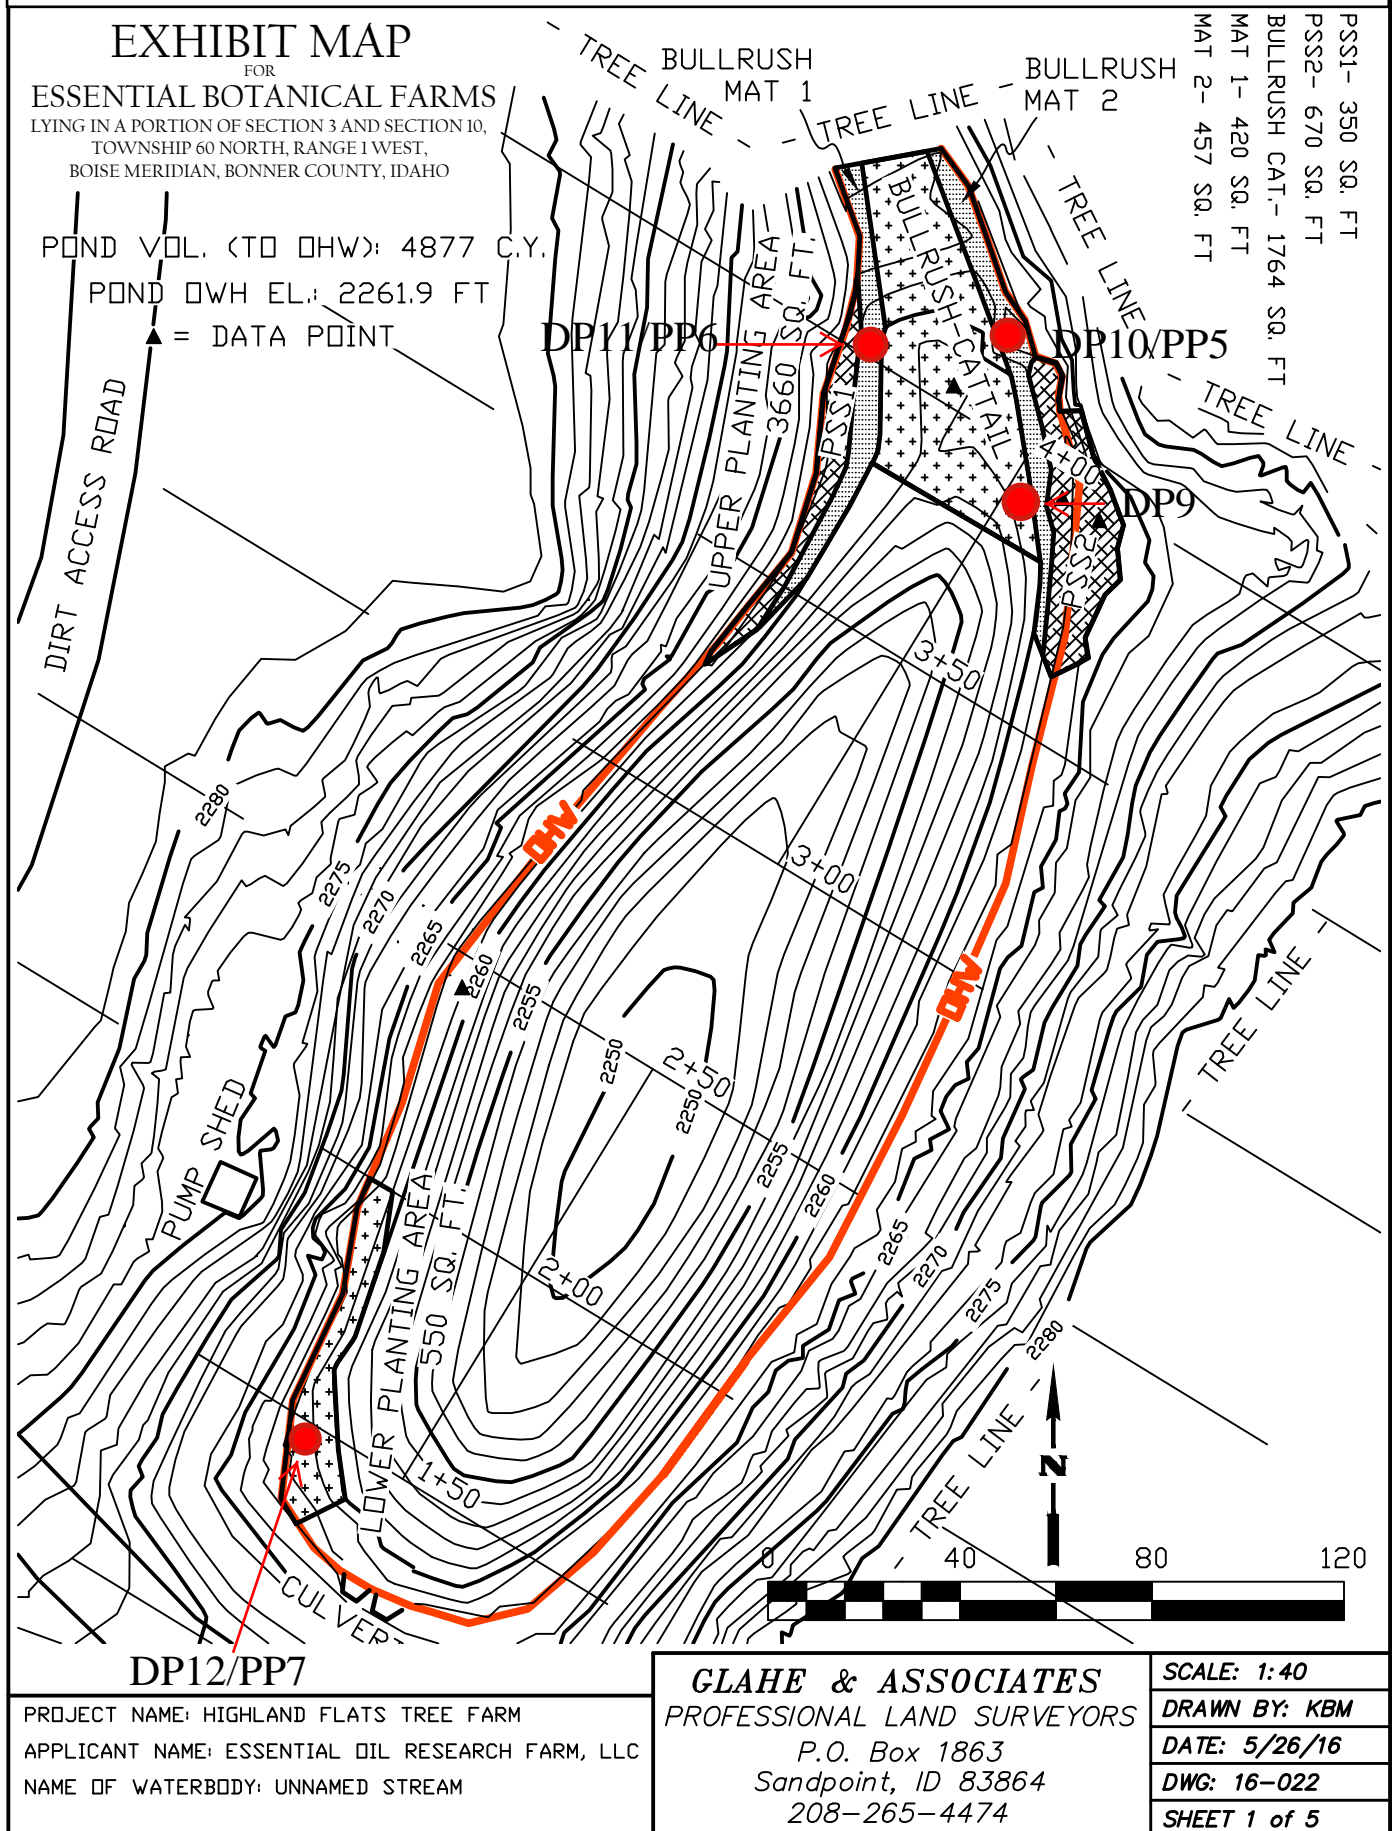 EXHIBIT MAP
FOR
ESSENTIAL BOTANICAL FARMS
LYING IN A PORTION OF SECTION 3 AND SECTION 10,
TOWNSHIP 60 NORTH, RANGE 1 WEST,
BOISE MERIDIAN, BONNER COUNTY, IDAHO
POND VOL. (TO OHW): 4877 C.Y.
POND OWH EL.: 2261.9 FT
▲ = DATA POINT
PSS1- 350 SQ. FT
PSS2- 670 SQ. FT
BULLRUSH CAT.- 1764 SQ. FT
MAT 1- 420 SQ. FT
MAT 2- 457 SQ. FT
- TREE LINE -
BULLRUSH
MAT 1
- TREE LINE -
BULLRUSH
MAT 2
- TREE LINE -
- TREE LINE -
BULLRUSH-CATTAIL
DP11/PP6
DP10/PP5
DP9
UPPER PLANTING AREA
3660 SQ. FT.
PSS1
PSS2
4+00
3+50
3+00
2+50
2+00
1+50
DIRT ACCESS ROAD
OHW
OHW
2280
2275
2270
2265
2260
2255
2250
2250
2255
2260
2265
2270
2275
2280
- TREE LINE -
- TREE LINE -
PUMP SHED
LOWER PLANTING AREA
550 SQ. FT.
CULVERT
DP12/PP7
N
0 40 80 120
PROJECT NAME: HIGHLAND FLATS TREE FARM
APPLICANT NAME: ESSENTIAL OIL RESEARCH FARM, LLC
NAME OF WATERBODY: UNNAMED STREAM
GLAHE & ASSOCIATES
PROFESSIONAL LAND SURVEYORS
P.O. Box 1863
Sandpoint, ID 83864
208-265-4474
SCALE: 1:40
DRAWN BY: KBM
DATE: 5/26/16
DWG: 16-022
SHEET 1 of 5